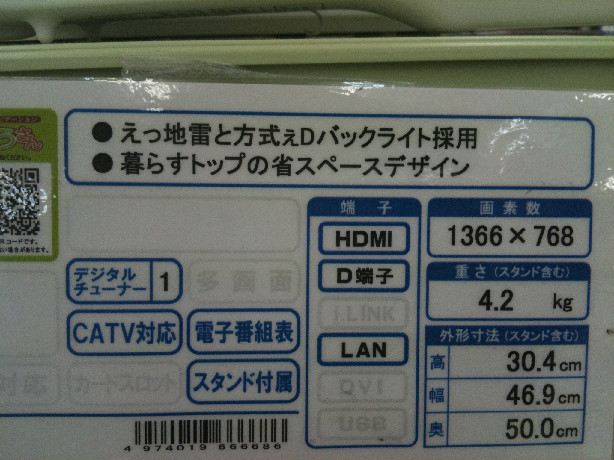 ● えっ地雷と方式ぇDバックライト採用
● 暮らすトップの省スペースデザイン
端子
画素数
HDMI
1366×768
D端子
重さ(スタンド含む)
デジタルチューナー 1
多画面
i.LINK
4.2 kg
CATV対応
電子番組表
LAN
外形寸法(スタンド含む)
高 30.4cm
対応
カードスロット
スタンド付属
幅 46.9cm
USB
奥 50.0cm
4 974019 666686